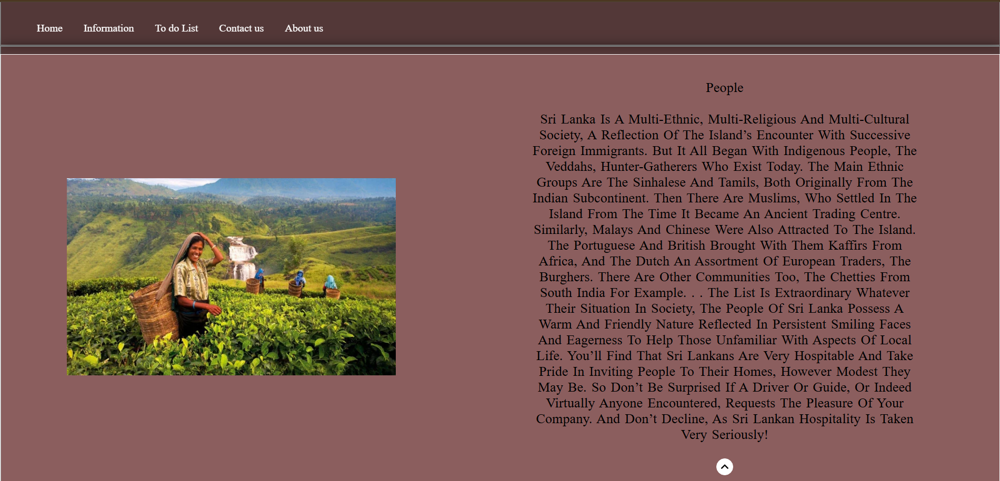 Home Information To do List Contact us About us
People
Sri Lanka Is A Multi-Ethnic, Multi-Religious And Multi-Cultural
Society, A Reflection Of The Island’s Encounter With Successive
Foreign Immigrants. But It All Began With Indigenous People, The
Veddahs, Hunter-Gatherers Who Exist Today. The Main Ethnic
Groups Are The Sinhalese And Tamils, Both Originally From The
Indian Subcontinent. Then There Are Muslims, Who Settled In The
Island From The Time It Became An Ancient Trading Centre.
Similarly, Malays And Chinese Were Also Attracted To The Island.
The Portuguese And British Brought With Them Kaffirs From
Africa, And The Dutch An Assortment Of European Traders, The
Burghers. There Are Other Communities Too, The Chetties From
South India For Example. . . The List Is Extraordinary Whatever
Their Situation In Society, The People Of Sri Lanka Possess A
Warm And Friendly Nature Reflected In Persistent Smiling Faces
And Eagerness To Help Those Unfamiliar With Aspects Of Local
Life. You’ll Find That Sri Lankans Are Very Hospitable And Take
Pride In Inviting People To Their Homes, However Modest They
May Be. So Don’t Be Surprised If A Driver Or Guide, Or Indeed
Virtually Anyone Encountered, Requests The Pleasure Of Your
Company. And Don’t Decline, As Sri Lankan Hospitality Is Taken
Very Seriously!